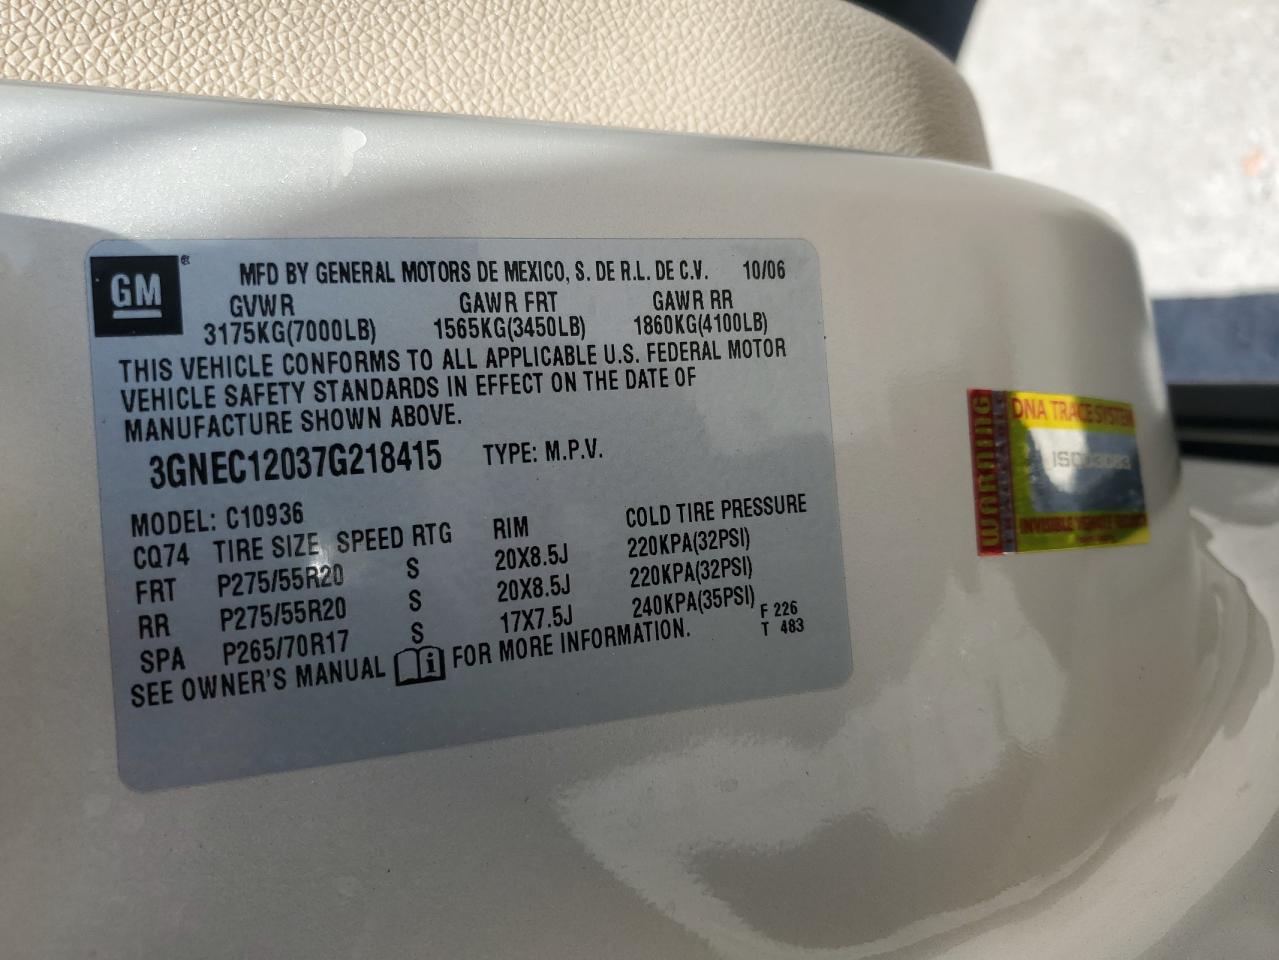 GM ® MFD BY GENERAL MOTORS DE MEXICO, S. DE R.L. DE C.V. 10/06
GVWR GAWR FRT GAWR RR
3175KG(7000LB) 1565KG(3450LB) 1860KG(4100LB)
THIS VEHICLE CONFORMS TO ALL APPLICABLE U.S. FEDERAL MOTOR
VEHICLE SAFETY STANDARDS IN EFFECT ON THE DATE OF
MANUFACTURE SHOWN ABOVE.
3GNEC12037G218415 TYPE: M.P.V.
MODEL: C10936
CQ74 TIRE SIZE SPEED RTG RIM COLD TIRE PRESSURE
FRT P275/55R20 S 20X8.5J 220KPA(32PSI)
RR P275/55R20 S 20X8.5J 220KPA(32PSI)
SPA P265/70R17 S 17X7.5J 240KPA(35PSI) F 226
T 483
SEE OWNER'S MANUAL FOR MORE INFORMATION.
WARNING
DNA TRACE SYSTEM
INVISIBLE